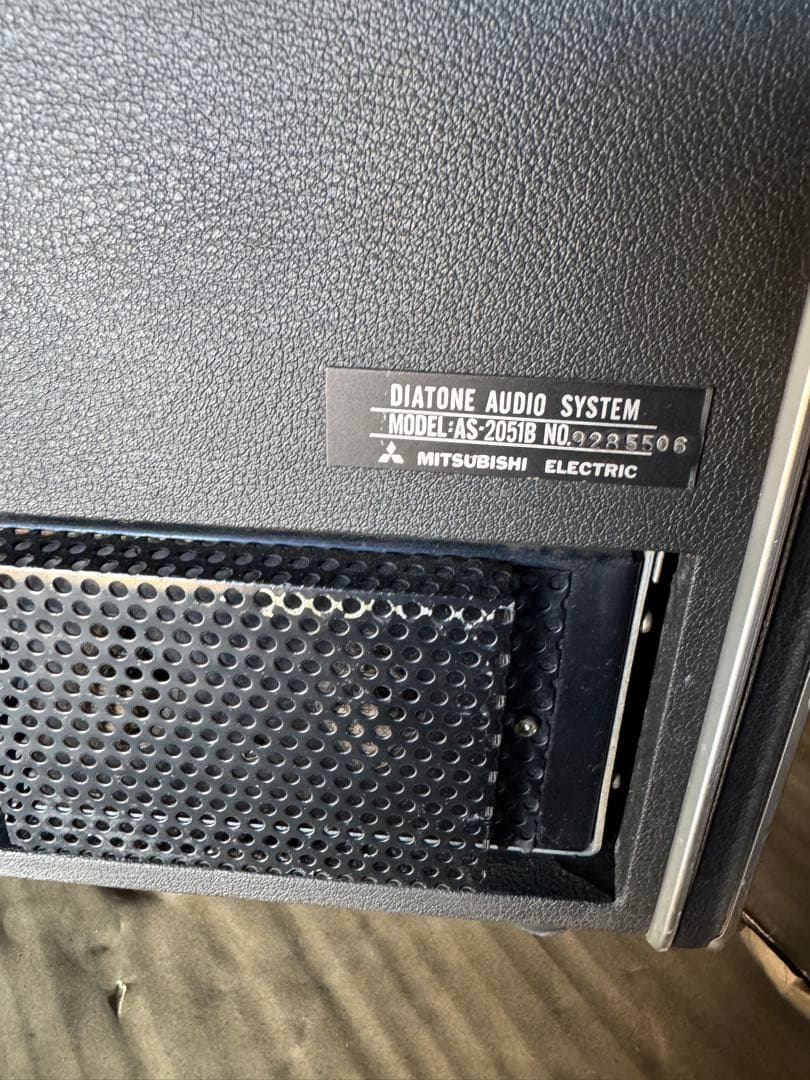 DIATONE AUDIO SYSTEM
MODEL:AS-2051B NO.9285506
MITSUBISHI ELECTRIC